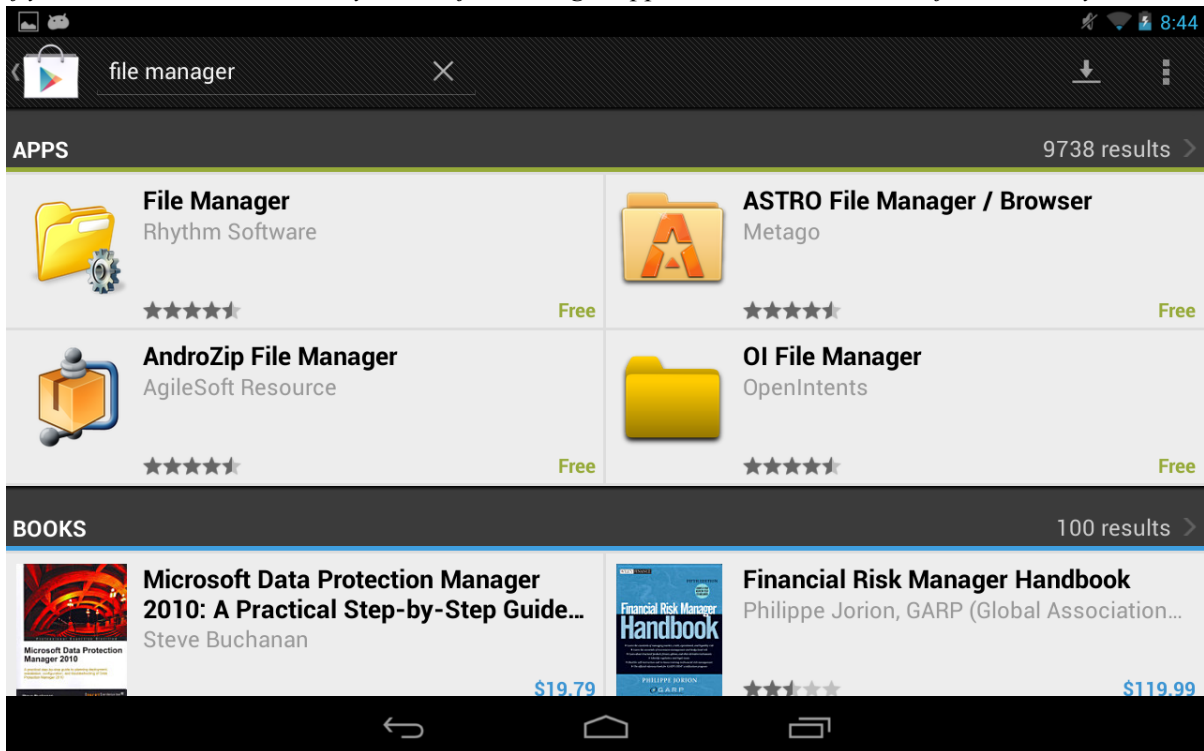 8:44
file manager
APPS 9738 results
File Manager
Rhythm Software
Free
ASTRO File Manager / Browser
Metago
Free
AndroZip File Manager
AgileSoft Resource
Free
OI File Manager
OpenIntents
Free
BOOKS 100 results
Microsoft Data Protection
Manager 2010
Microsoft Data Protection Manager
2010: A Practical Step-by-Step Guide...
Steve Buchanan
$19.79
Financial Risk Manager
Handbook
PHILIPPE JORION
GARP
Financial Risk Manager Handbook
Philippe Jorion, GARP (Global Association...
$119.99